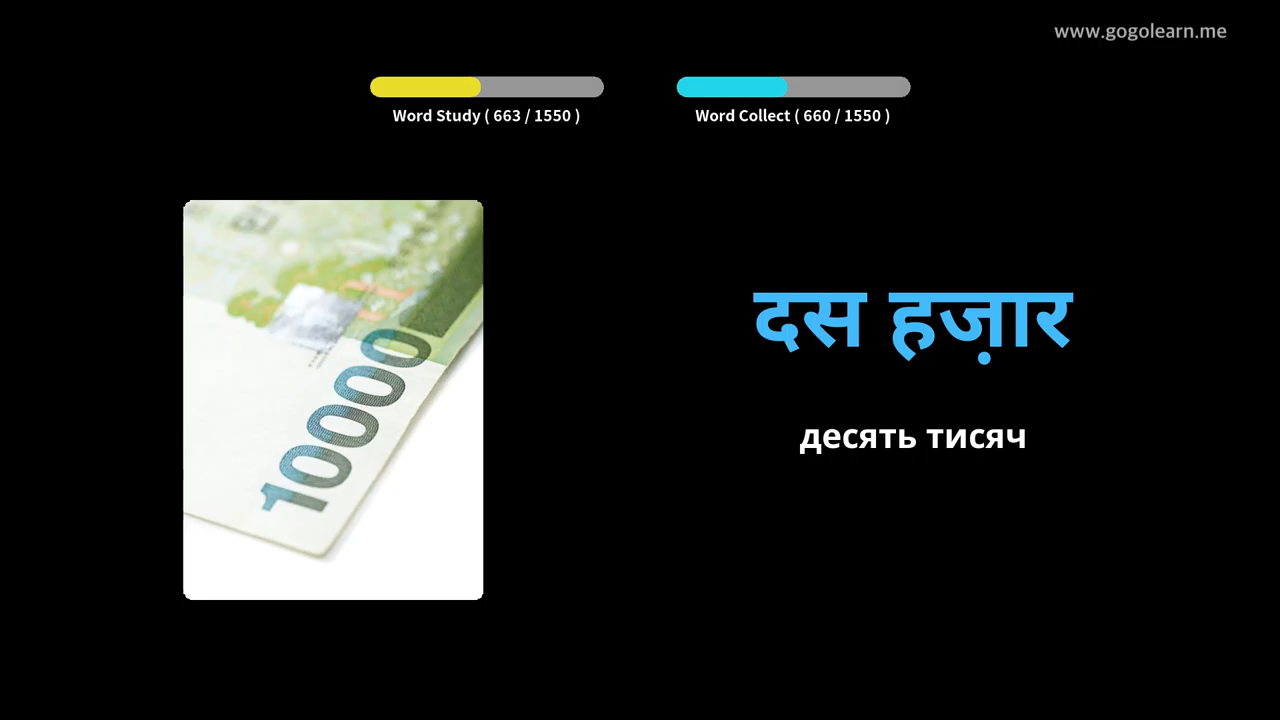 www.gogolearn.me
Word Study ( 663 / 1550 )
Word Collect ( 660 / 1550 )
10000
दस हज़ार
десять тисяч